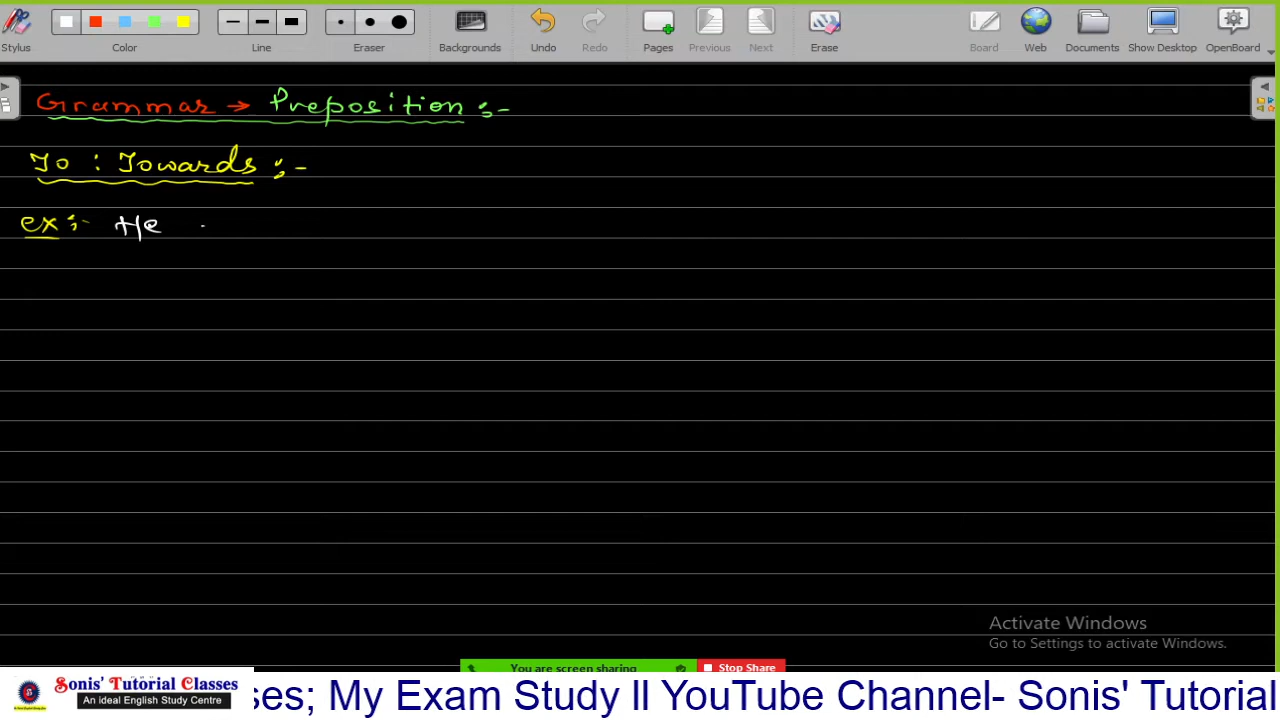 Stylus Color Line Eraser Backgrounds Undo Redo Pages Previous Next Erase Board Web Documents Show Desktop OpenBoard
Grammar → Preposition :-
To : Towards :-
ex :- He
Activate Windows
Go to Settings to activate Windows.
You are screen sharing Stop Share
Sonis' Tutorial Classes
An ideal English Study Centre
ses; My Exam Study ll YouTube Channel- Sonis' Tutorial